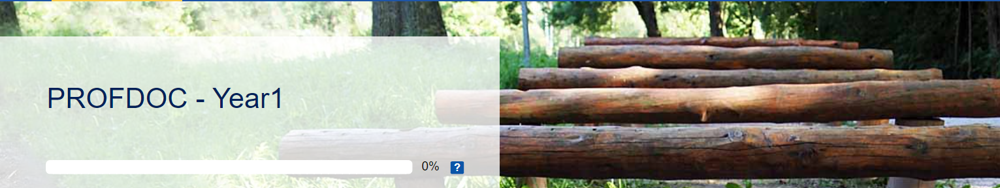 PROFDOC - Year1
0% ?